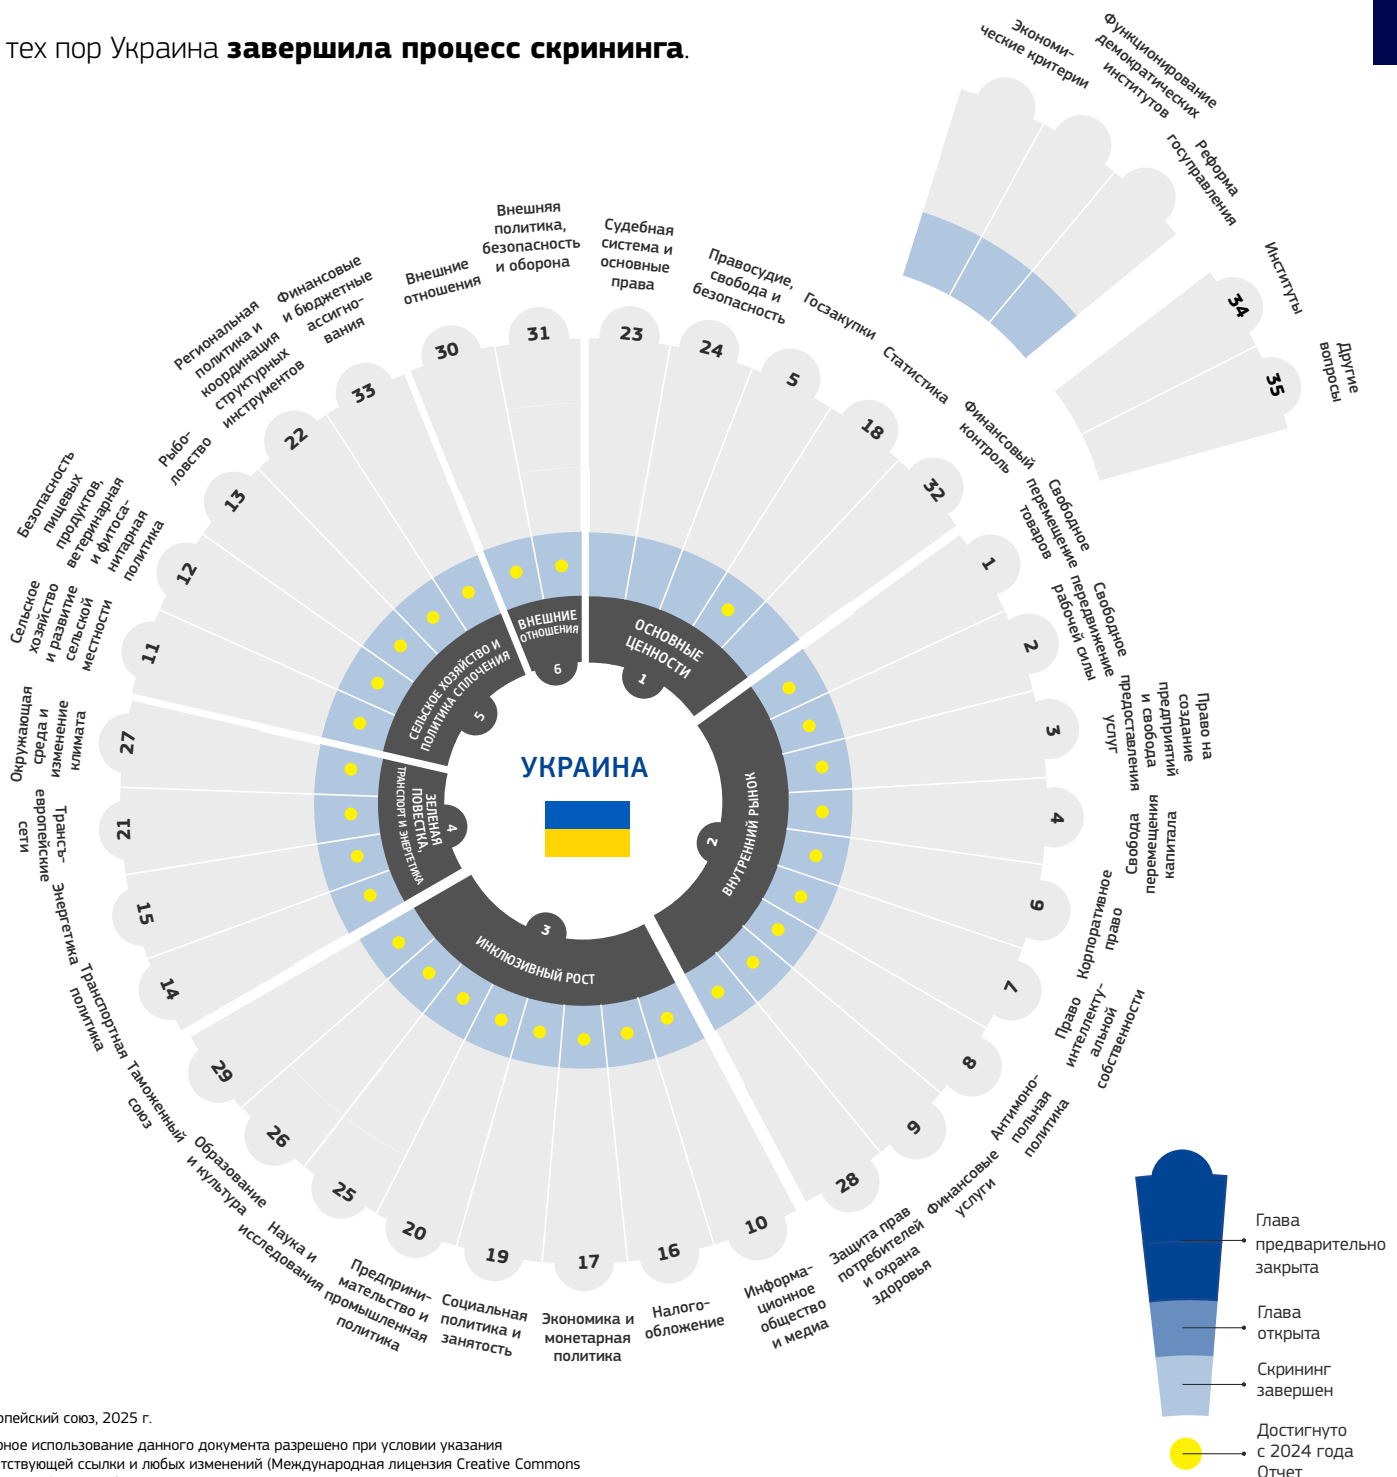 тех пор Украина завершила процесс скрининга.
Экономи-
ческие критерии
Функционирование
демократических
институтов
Реформа
госуправления
Институты
34
Другие
вопросы
35
Судебная
система и
основные
права
23
Правосудие,
свобода и
безопасность
24
Госзакупки
5
Статистика
18
Финансовый
контроль
32
Свободное
перемещение
товаров
1
Свободное
передвижение
рабочей силы
2
Право на
создание
предприятий
и свобода
предоставления
услуг
3
Свобода
перемещения
капитала
4
Корпоративное
право
6
Право
интеллекту-
альной
собственности
7
Антимоно-
польная
политика
8
Финансовые
услуги
9
Защита прав
потребителей
и охрана
здоровья
28
Информа-
ционное
общество
и медиа
10
Налого-
обложение
16
Экономика и
монетарная
политика
17
Социальная
политика и
занятость
19
Предприни-
мательство и
промышленная
политика
20
Наука и
исследования
25
Образование
и культура
26
Таможенный
союз
29
Транспортная
политика
14
Энергетика
15
Трансъ-
европейские
сети
21
Окружающая
среда и
изменение
климата
27
Сельское
хозяйство
и развитие
сельской
местности
11
Безопасность
пищевых
продуктов,
ветеринарная
и фитоса-
нитарная
политика
12
Рыбо-
ловство
13
Региональная
политика и
координация
структурных
инструментов
22
Финансовые
и бюджетные
ассигно-
вания
33
Внешние
отношения
30
Внешняя
политика,
безопасность
и оборона
31
ОСНОВНЫЕ
ЦЕННОСТИ
1
ВНУТРЕННИЙ РЫНОК
2
ИНКЛЮЗИВНЫЙ РОСТ
3
ЗЕЛЕНАЯ
ПОВЕСТКА,
ТРАНСПОРТ И ЭНЕРГЕТИКА
4
СЕЛЬСКОЕ ХОЗЯЙСТВО И
ПОЛИТИКА СПЛОЧЕНИЯ
5
ВНЕШНИЕ
ОТНОШЕНИЯ
6
УКРАИНА
Глава
предварительно
закрыта
Глава
открыта
Скрининг
завершен
Достигнуто
с 2024 года
Отчет
опейский союз, 2025 г.
рное использование данного документа разрешено при условии указания
тствующей ссылки и любых изменений (Международная лицензия Creative Commons